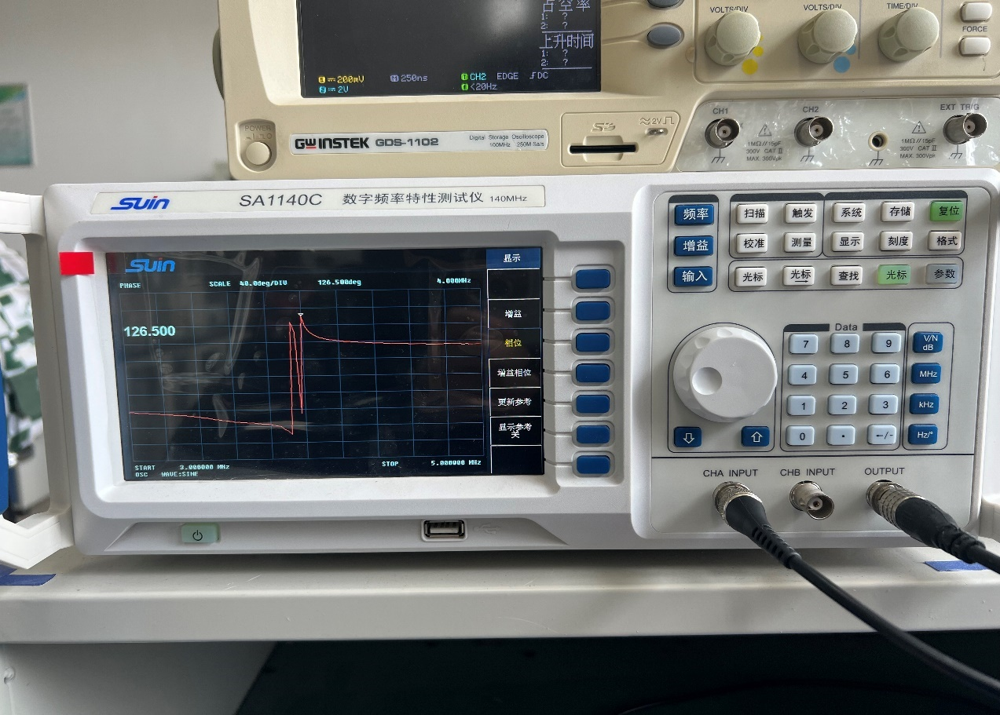 占空率
1: ?
2: ?
上升时间
1: ?
2: ?
1 200mV
2 2V
250ns
CH2 EDGE DC
<20Hz
VOLTS/DIV
VOLTS/DIV
TIME/DIV
FORCE
POWER
GW INSTEK GDS-1102
Digital Storage Oscilloscope
100MHz 250M Sa/s
2V
CH1
CH2
EXT TRIG
1MΩ//15pF
300V CAT II
MAX. 300Vpk
1MΩ//15pF
300V CAT II
MAX. 300Vpk
Suin SA1140C 数字频率特性测试仪 140MHz
Suin
PHASE SCALE 40.0deg/DIV 126.500deg 4.000MHz
126.500
START 3.000000 MHz STOP 5.000000 MHz
OSC WAVE:SINE
显示
增益
相位
增益相位
更新参考
显示参考
关
频率 扫描 触发 系统 存储 复位
增益 校准 测量 显示 刻度 格式
输入 光标 光标 查找 光标 参数
Data
7 8 9 V/N dB
4 5 6 MHz
1 2 3 kHz
0 . ←/- Hz/°
CHA INPUT
CHB INPUT
OUTPUT